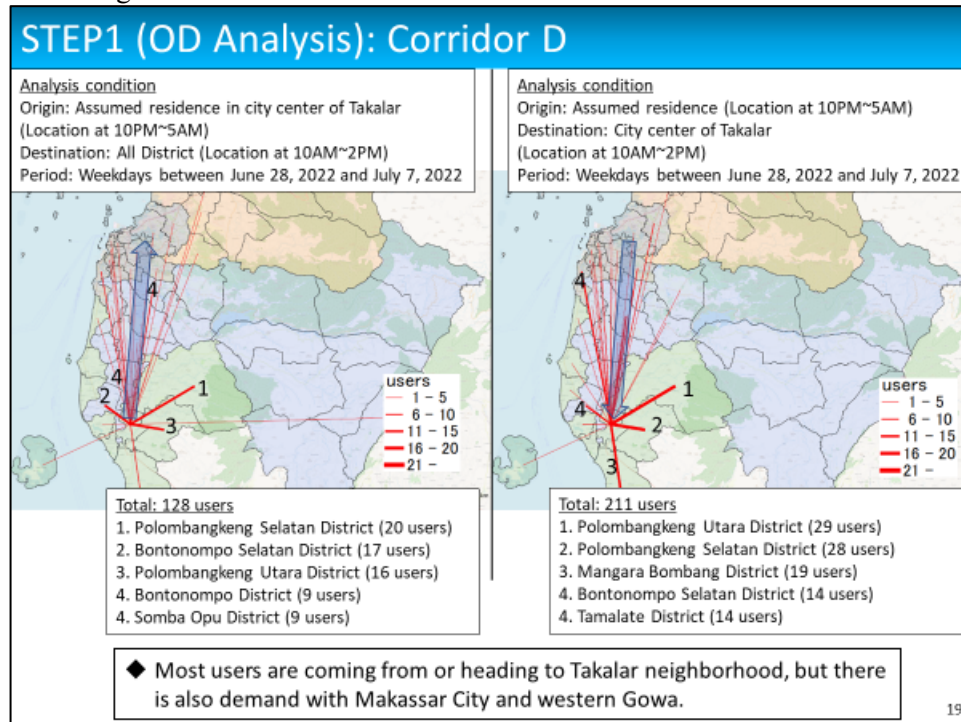 STEP1 (OD Analysis): Corridor D
Analysis condition
Origin: Assumed residence in city center of Takalar
(Location at 10PM~5AM)
Destination: All District (Location at 10AM~2PM)
Period: Weekdays between June 28, 2022 and July 7, 2022
4
4
2
1
3
users
1 - 5
6 - 10
11 - 15
16 - 20
21 -
Total: 128 users
1. Polombangkeng Selatan District (20 users)
2. Bontonompo Selatan District (17 users)
3. Polombangkeng Utara District (16 users)
4. Bontonompo District (9 users)
4. Somba Opu District (9 users)
Analysis condition
Origin: Assumed residence (Location at 10PM~5AM)
Destination: City center of Takalar
(Location at 10AM~2PM)
Period: Weekdays between June 28, 2022 and July 7, 2022
4
1
4
2
3
users
1 - 5
6 - 10
11 - 15
16 - 20
21 -
Total: 211 users
1. Polombangkeng Utara District (29 users)
2. Polombangkeng Selatan District (28 users)
3. Mangara Bombang District (19 users)
4. Bontonompo Selatan District (14 users)
4. Tamalate District (14 users)
◆ Most users are coming from or heading to Takalar neighborhood, but there
is also demand with Makassar City and western Gowa.
19